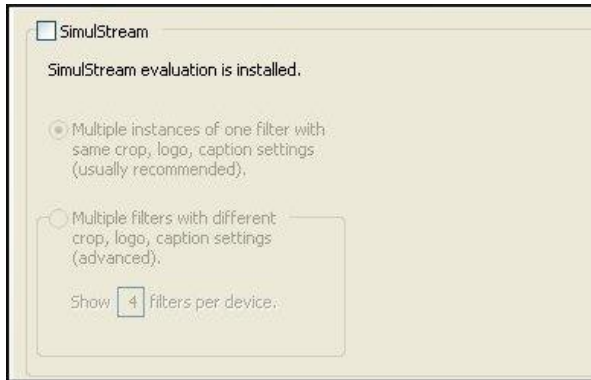 SimulStream
SimulStream evaluation is installed.
Multiple instances of one filter with
same crop, logo, caption settings
(usually recommended).
Multiple filters with different
crop, logo, caption settings
(advanced).
Show 4 filters per device.